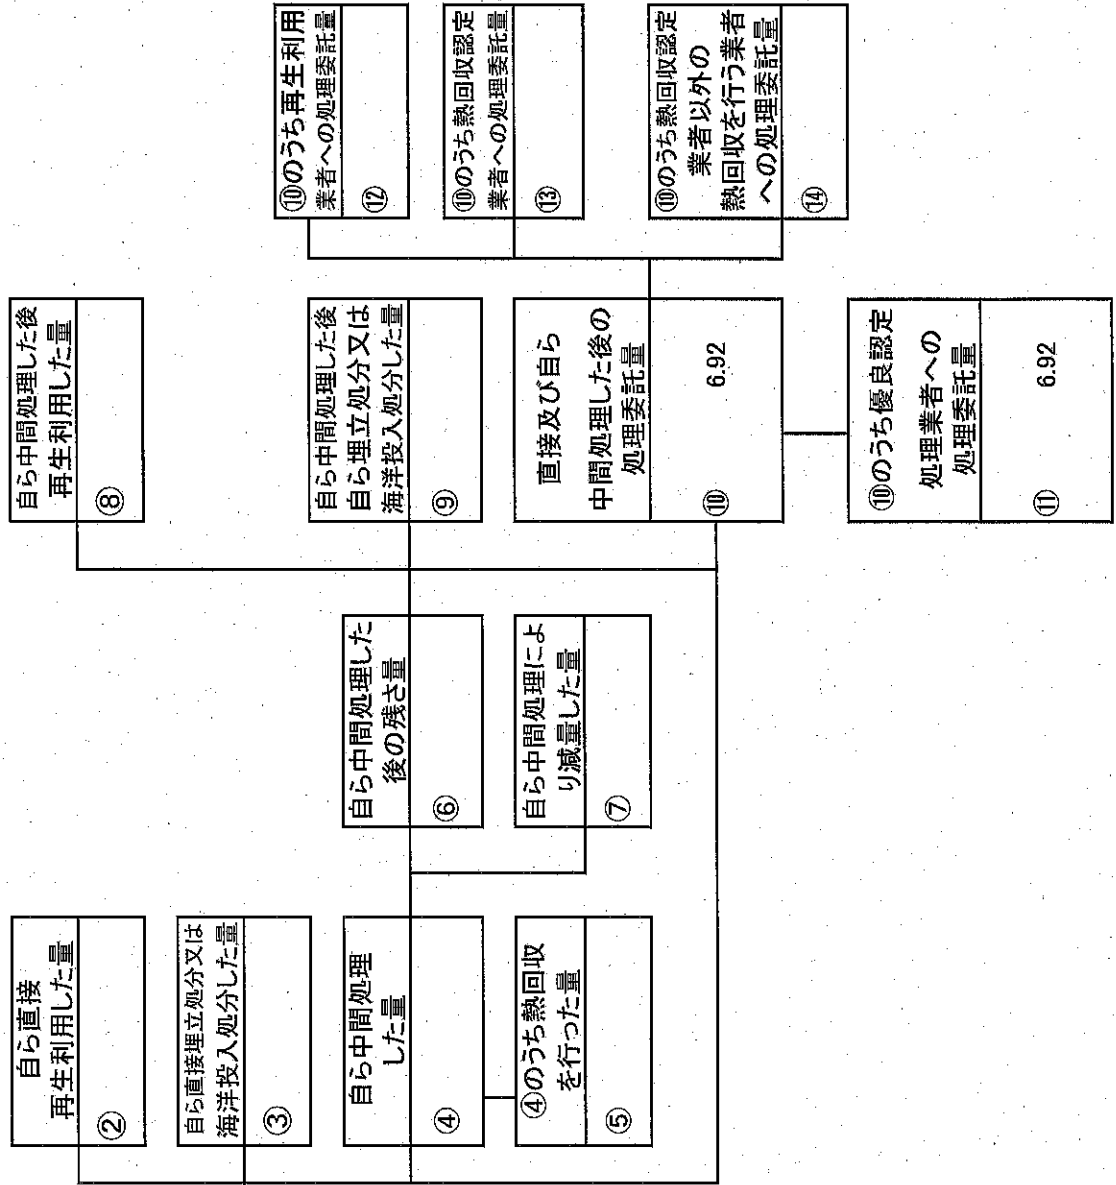 自ら直接
再生利用した量
②
自ら直接埋立処分又は
海洋投入処分した量
③
自ら中間処理
した量
④
④のうち熱回収
を行った量
⑤
自ら中間処理した
後の残さ量
⑥
自ら中間処理によ
り減量した量
⑦
自ら中間処理した後
再生利用した量
⑧
自ら中間処理した後
自ら埋立処分又は
海洋投入処分した量
⑨
直接及び自ら
中間処理した後の
処理委託量
⑩ 6.92
⑩のうち優良認定
処理業者への
処理委託量
⑪ 6.92
⑩のうち再生利用
業者への処理委託量
⑫
⑩のうち熱回収認定
業者への処理委託量
⑬
⑩のうち熱回収認定
業者以外の
熱回収を行う業者
への処理委託量
⑭